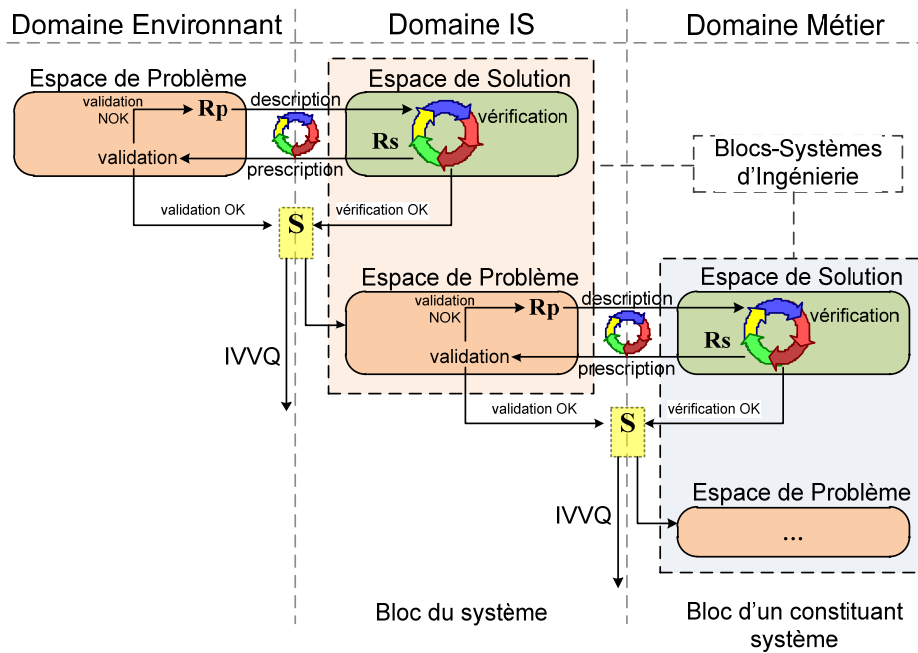 Domaine Environnant
Domaine IS
Domaine Métier
Espace de Problème
Espace de Solution
validation
NOK
Rp
description
vérification
Rs
validation
prescription
Blocs-Systèmes
d'Ingénierie
validation OK
vérification OK
S
Espace de Problème
Espace de Solution
validation
NOK
Rp
description
vérification
Rs
IVVQ
validation
prescription
validation OK
vérification OK
S
Espace de Problème
IVVQ
...
Bloc du système
Bloc d'un constituant
système